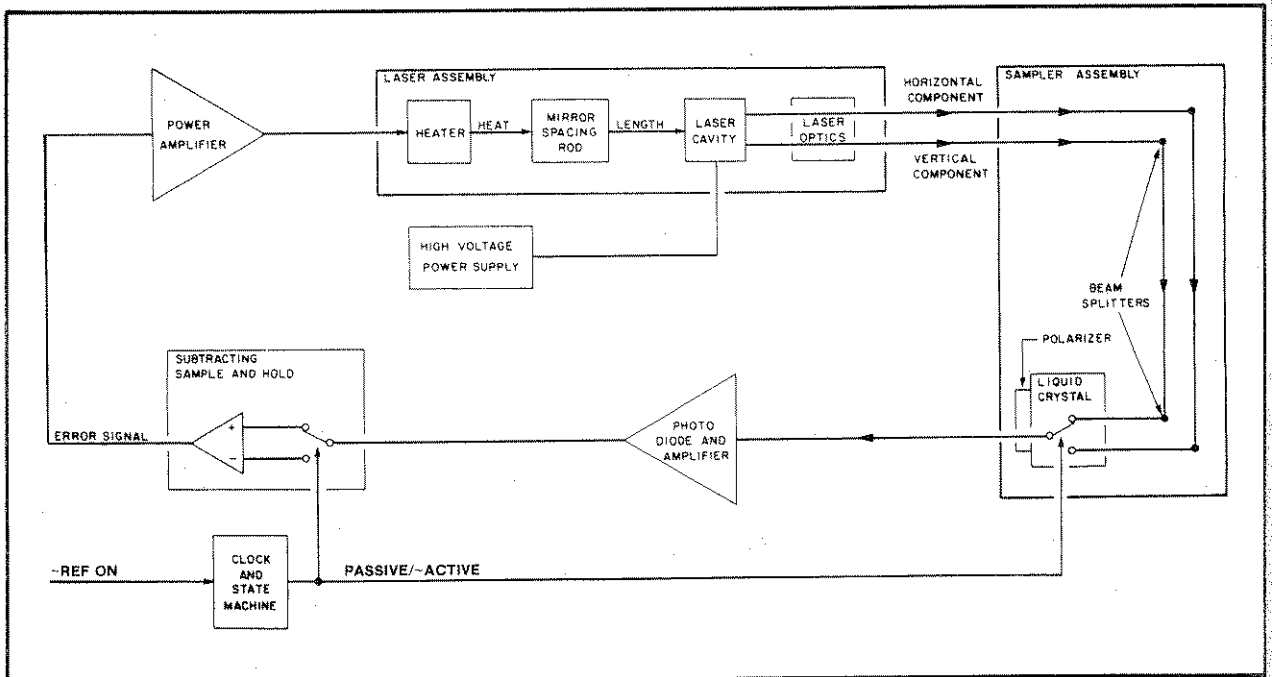 LASER ASSEMBLY
SAMPLER ASSEMBLY
POWER
AMPLIFIER
HEATER
HEAT
MIRROR
SPACING
ROD
LENGTH
LASER
CAVITY
LASER
OPTICS
HORIZONTAL
COMPONENT
VERTICAL
COMPONENT
HIGH VOLTAGE
POWER SUPPLY
BEAM
SPLITTERS
POLARIZER
LIQUID
CRYSTAL
SUBTRACTING
SAMPLE AND HOLD
+
−
ERROR SIGNAL
PHOTO
DIODE AND
AMPLIFIER
~REF ON
CLOCK
AND
STATE
MACHINE
PASSIVE/~ACTIVE